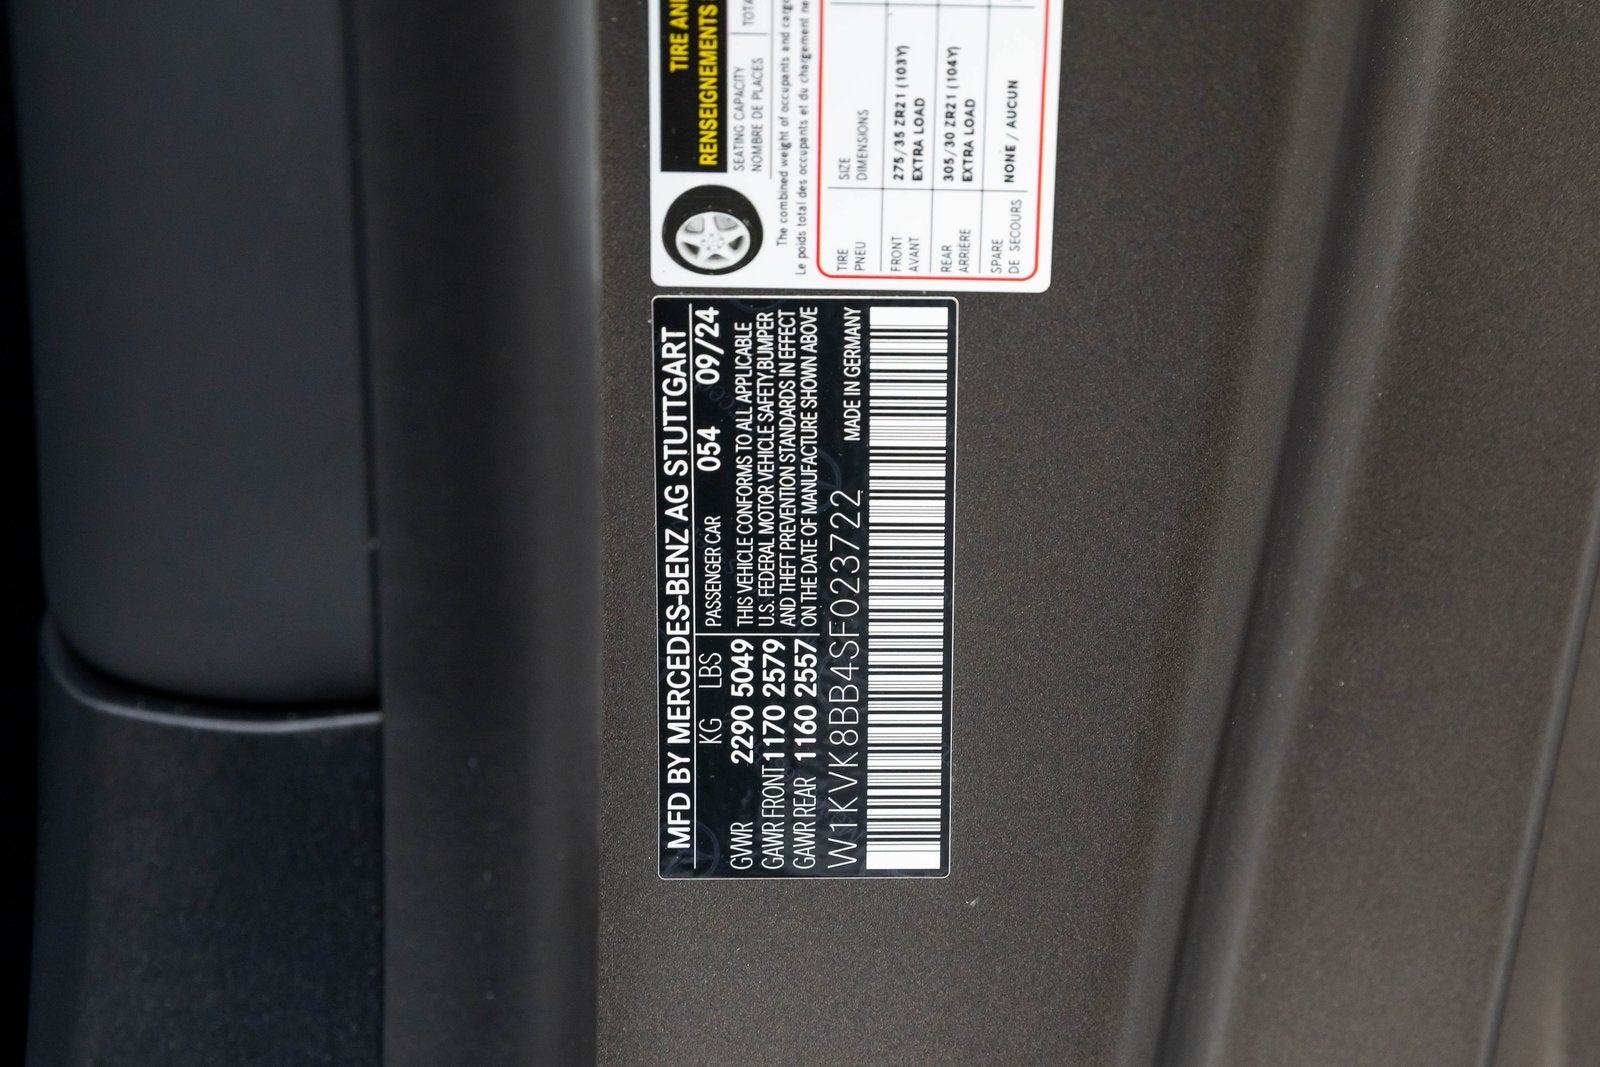 MFD BY MERCEDES-BENZ AG STUTTGART
KG LBS PASSENGER CAR 054 09/24
GVWR 2290 5049
GAWR FRONT 1170 2579
GAWR REAR 1160 2557
THIS VEHICLE CONFORMS TO ALL APPLICABLE
U.S. FEDERAL MOTOR VEHICLE SAFETY,BUMPER
AND THEFT PREVENTION STANDARDS IN EFFECT
ON THE DATE OF MANUFACTURE SHOWN ABOVE
W1KVK8BB4SF023722 MADE IN GERMANY
TIRE
RENSEIGNEMENTS
SEATING CAPACITY
NOMBRE DE PLACES
The combined weight of occupants and
Le poids total des occupants et du chargement
TIRE SIZE
PNEU DIMENSIONS
FRONT 275/35 ZR21 (103Y)
AVANT EXTRA LOAD
REAR 305/30 ZR21 (104Y)
ARRIÈRE EXTRA LOAD
SPARE NONE / AUCUN
DE SECOURS